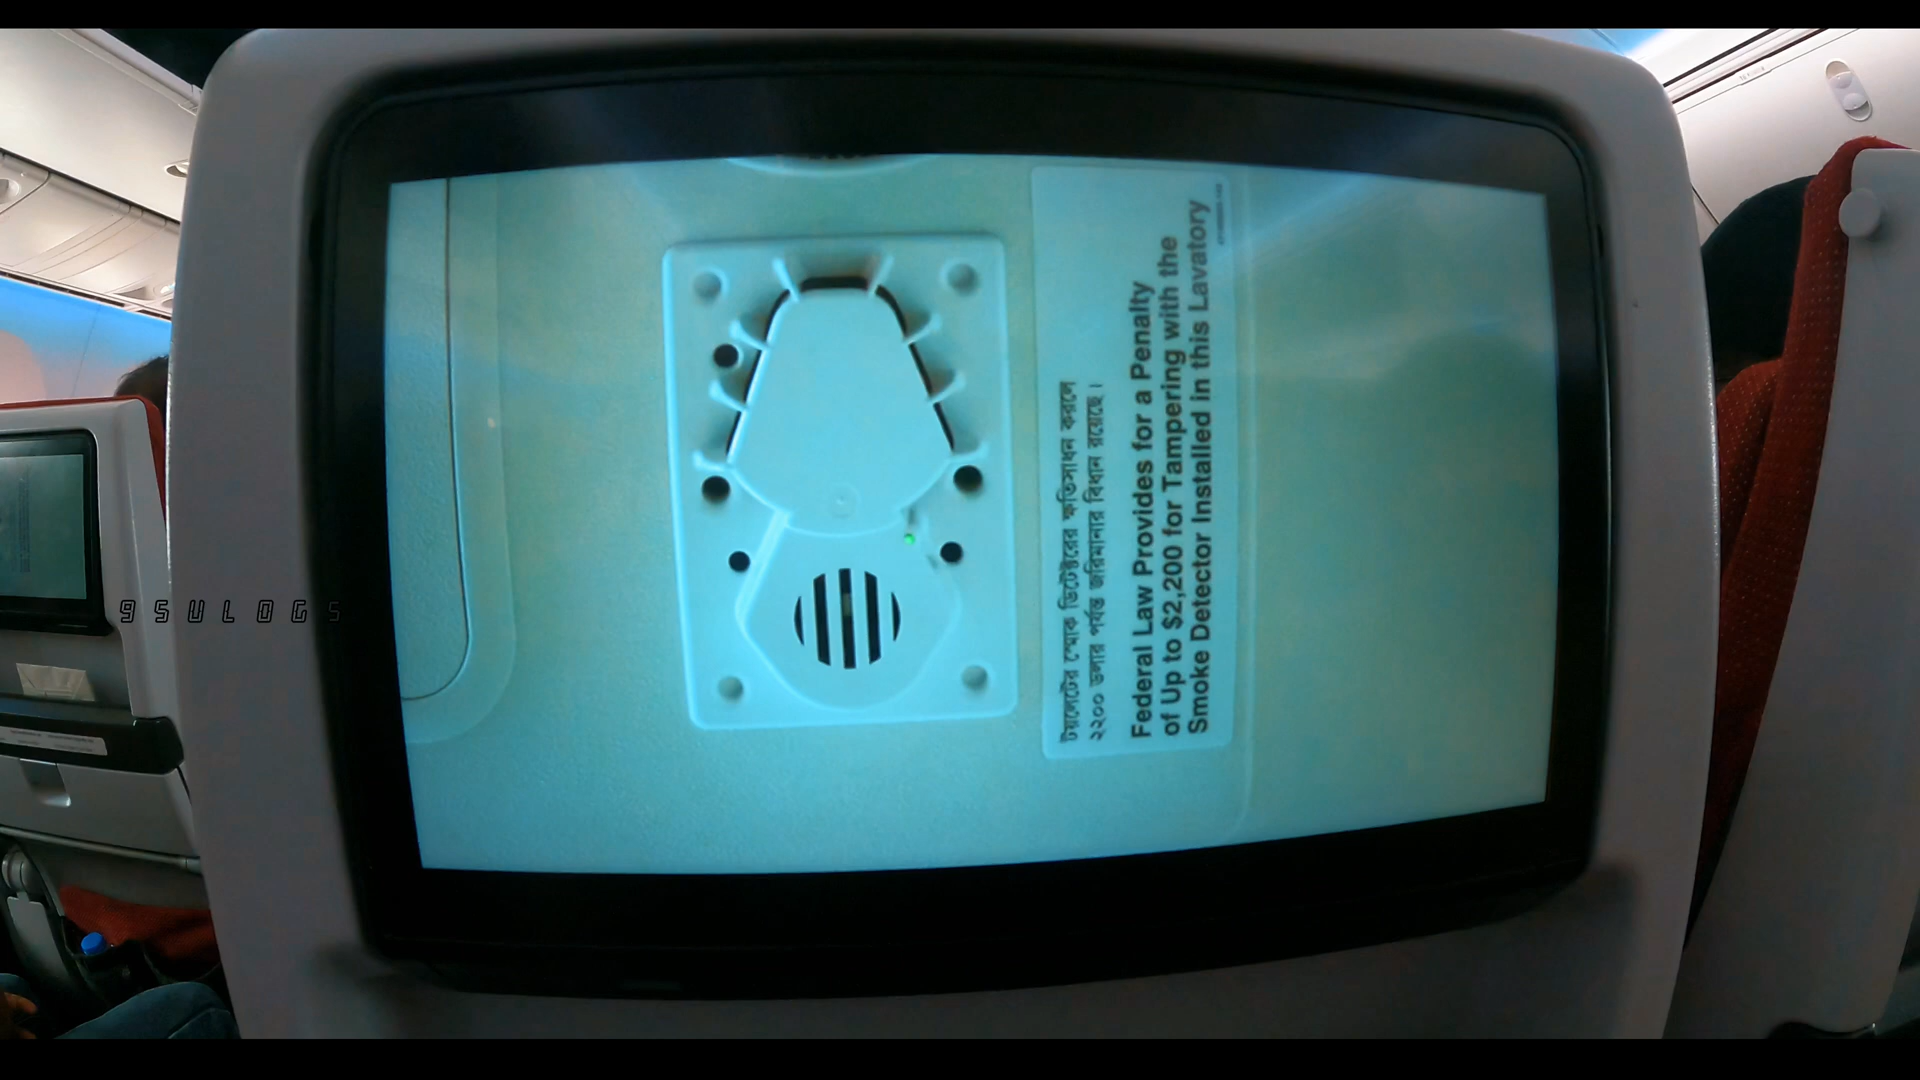 টয়লেটের স্মোক ডিটেক্টরের ক্ষতিসাধন করলে
২২০০ ডলার পর্যন্ত জরিমানার বিধান রয়েছে।
Federal Law Provides for a Penalty
of Up to $2,200 for Tampering with the
Smoke Detector Installed in this Lavatory